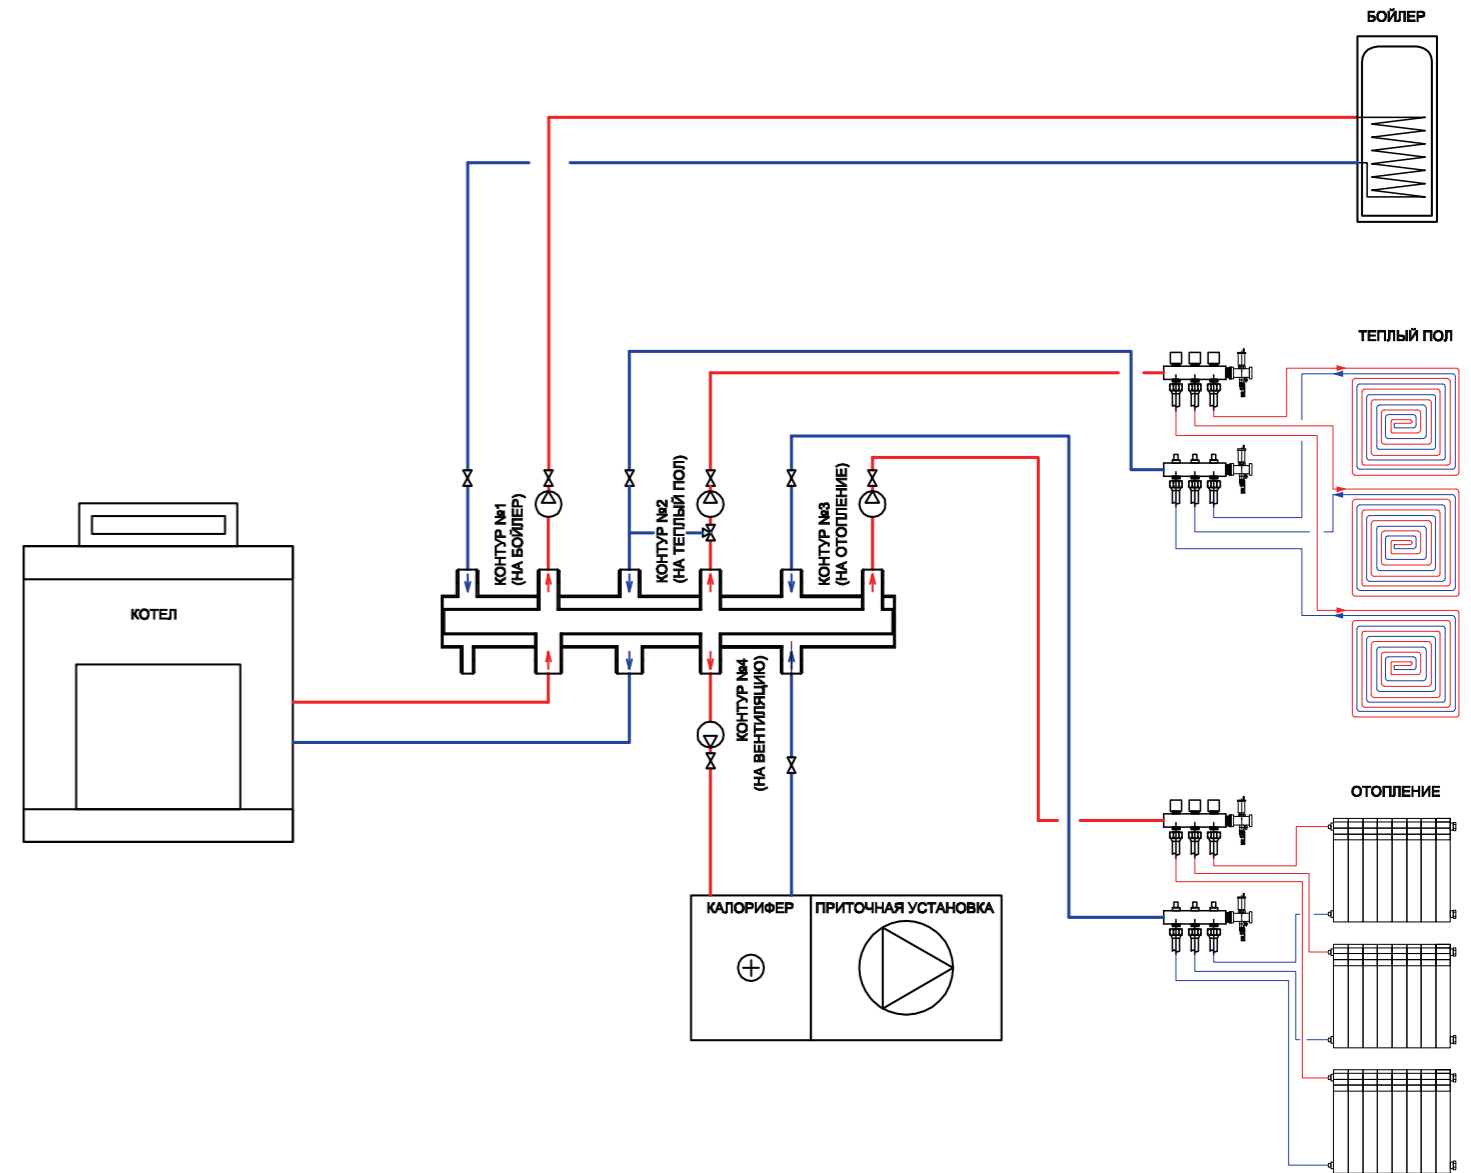 БОЙЛЕР
ТЕПЛЫЙ ПОЛ
КОНТУР №1
(НА БОЙЛЕР)
КОНТУР №2
(НА ТЕПЛЫЙ ПОЛ)
КОНТУР №3
(НА ОТОПЛЕНИЕ)
КОТЕЛ
КОНТУР №4
(НА ВЕНТИЛЯЦИЮ)
ОТОПЛЕНИЕ
КАЛОРИФЕР
ПРИТОЧНАЯ УСТАНОВКА